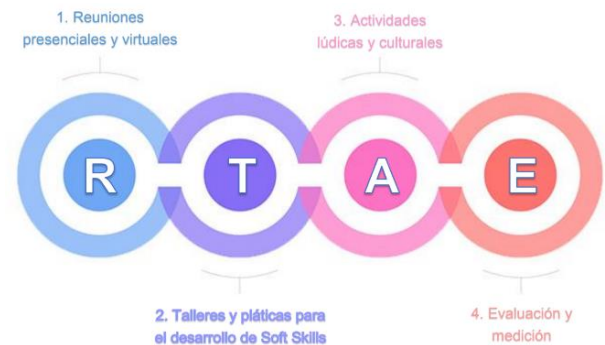 1. Reuniones
presenciales y virtuales
3. Actividades
lúdicas y culturales
R
T
A
E
2. Talleres y pláticas para
el desarrollo de Soft Skills
4. Evaluación y
medición